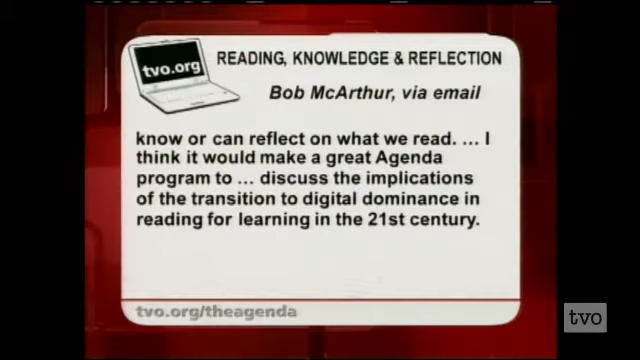 tvo.org
READING, KNOWLEDGE & REFLECTION
Bob McArthur, via email
know or can reflect on what we read. ... I
think it would make a great Agenda
program to ... discuss the implications
of the transition to digital dominance in
reading for learning in the 21st century.
tvo.org/theagenda
tvo